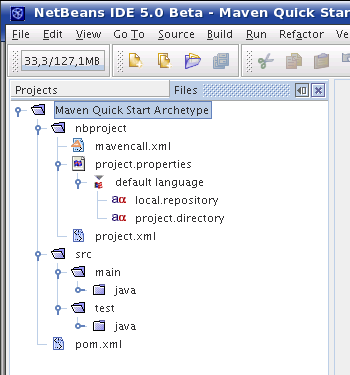 NetBeans IDE 5.0 Beta - Maven Quick Star
File Edit View Go To Source Build Run Refactor Ve
33,3/127,1MB
Projects Files
Maven Quick Start Archetype
nbproject
mavencall.xml
project.properties
default language
aα local.repository
aα project.directory
project.xml
src
main
java
test
java
pom.xml